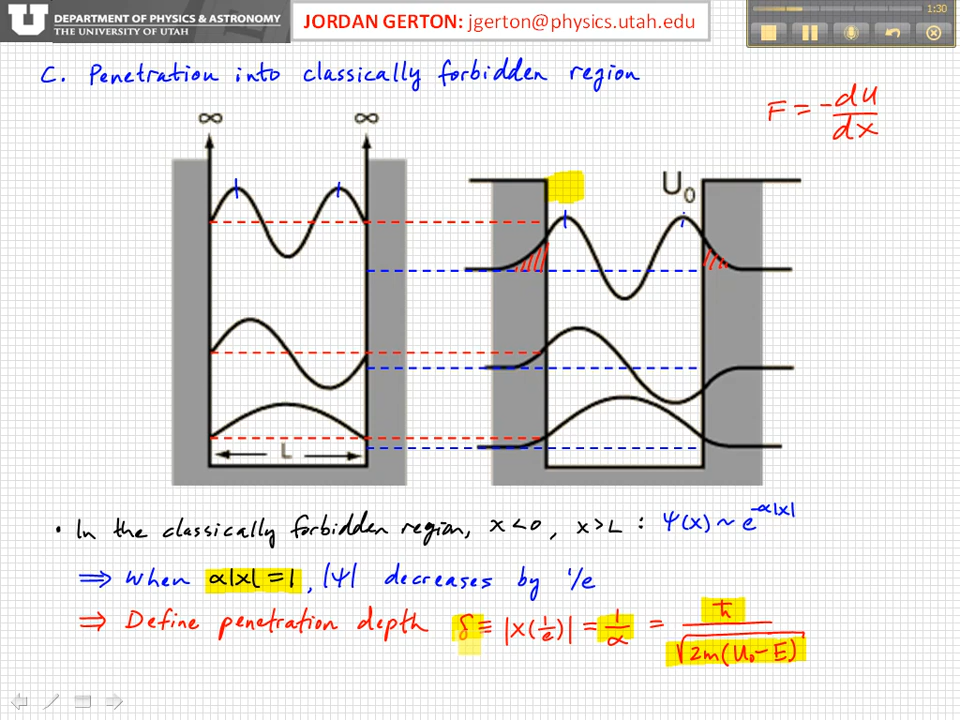 U DEPARTMENT OF PHYSICS & ASTRONOMY
THE UNIVERSITY OF UTAH
JORDAN GERTON: jgerton@physics.utah.edu
1:30
C. Penetration into classically forbidden region
F = -dU/dx
∞ ∞
U₀
L
• In the classically forbidden region, x<0, x>L : Ψ(x) ~ e^-α|x|
⇒ When α|x| = 1, |Ψ| decreases by 1/e
⇒ Define penetration depth δ ≡ |x(1/e)| = 1/α = ħ/√2m(U₀-E)